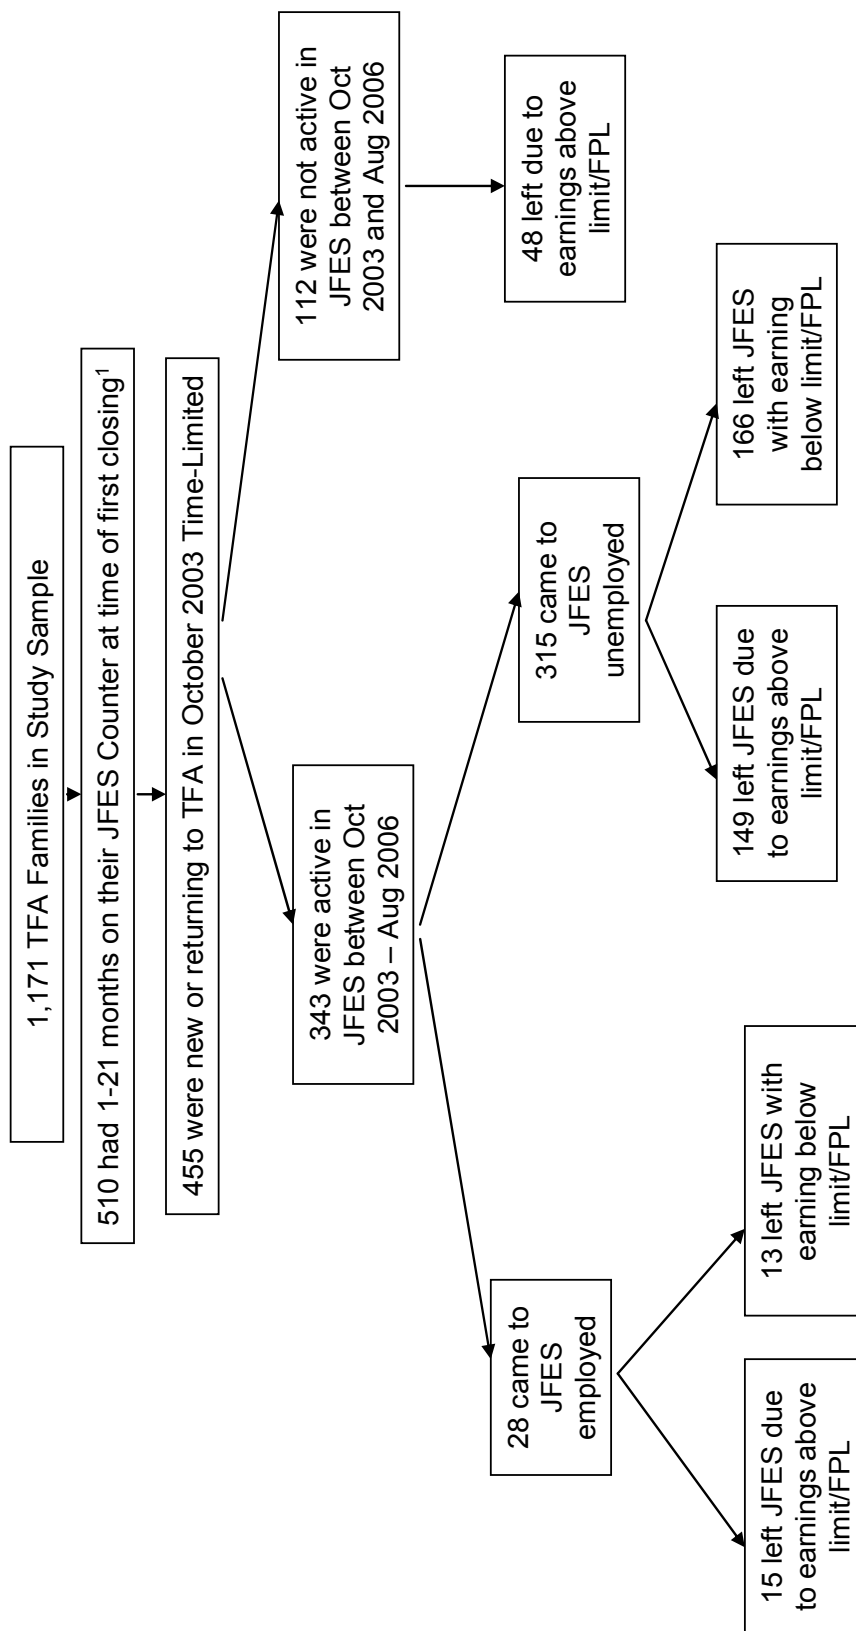 1,171 TFA Families in Study Sample
510 had 1-21 months on their JFES Counter at time of first closing¹
455 were new or returning to TFA in October 2003 Time-Limited
343 were active in
JFES between Oct
2003 – Aug 2006
112 were not active in
JFES between Oct
2003 and Aug 2006
28 came to
JFES
employed
315 came to
JFES
unemployed
48 left due to
earnings above
limit/FPL
15 left JFES due
to earnings above
limit/FPL
13 left JFES with
earning below
limit/FPL
149 left JFES due
to earnings above
limit/FPL
166 left JFES
with earning
below limit/FPL